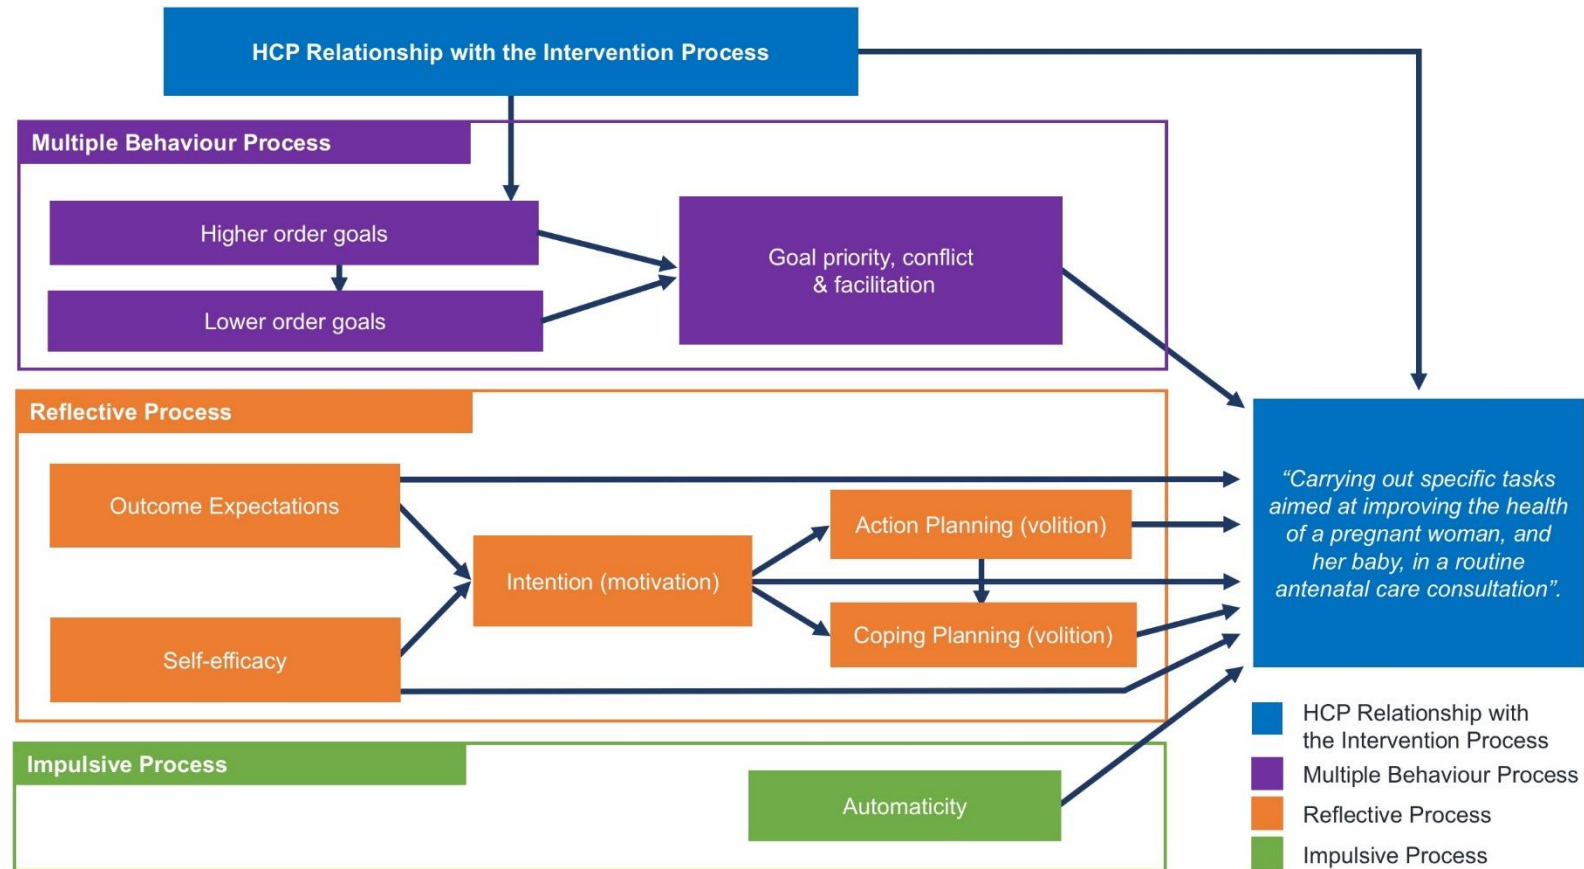 HCP Relationship with the Intervention Process
Multiple Behaviour Process
Higher order goals
Lower order goals
Goal priority, conflict
& facilitation
Reflective Process
Outcome Expectations
Self-efficacy
Intention (motivation)
Action Planning (volition)
Coping Planning (volition)
Impulsive Process
Automaticity
“Carrying out specific tasks
aimed at improving the health
of a pregnant woman, and
her baby, in a routine
antenatal care consultation”.
HCP Relationship with
the Intervention Process
Multiple Behaviour Process
Reflective Process
Impulsive Process